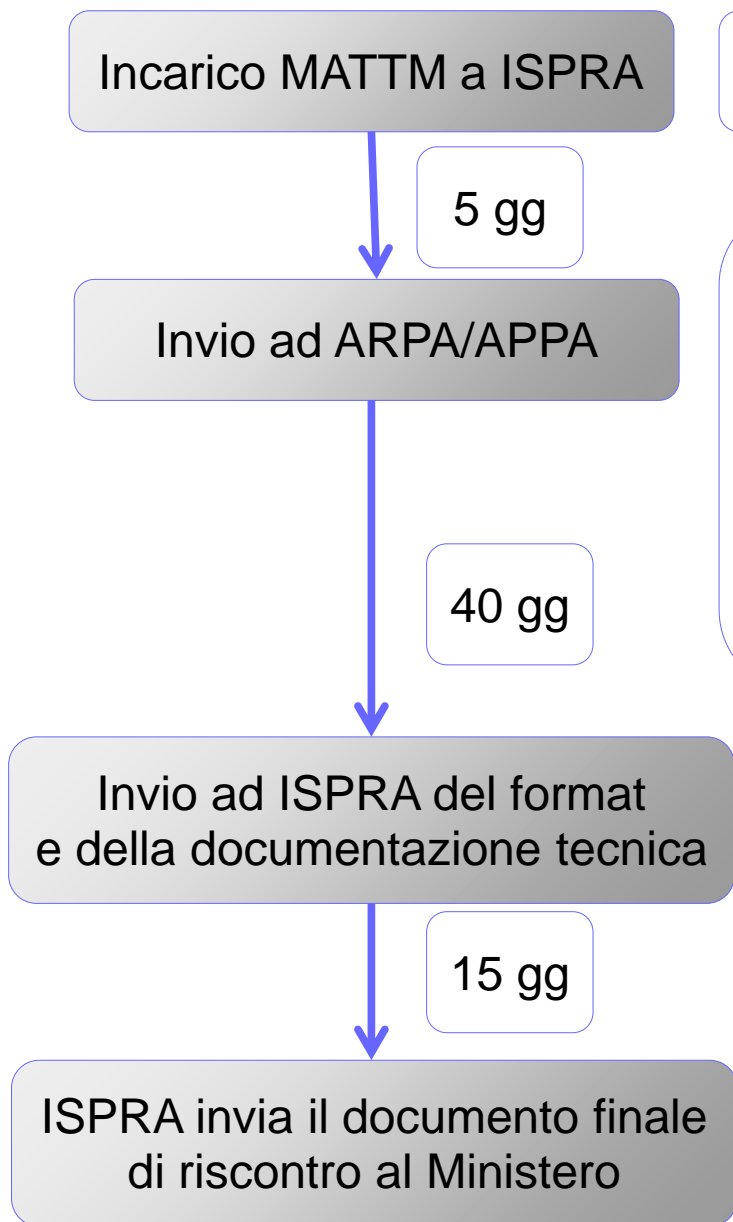 Incarico MATTM a ISPRA
5 gg
Invio ad ARPA/APPA
40 gg
Invio ad ISPRA del format
e della documentazione tecnica
15 gg
ISPRA invia il documento finale
di riscontro al Ministero